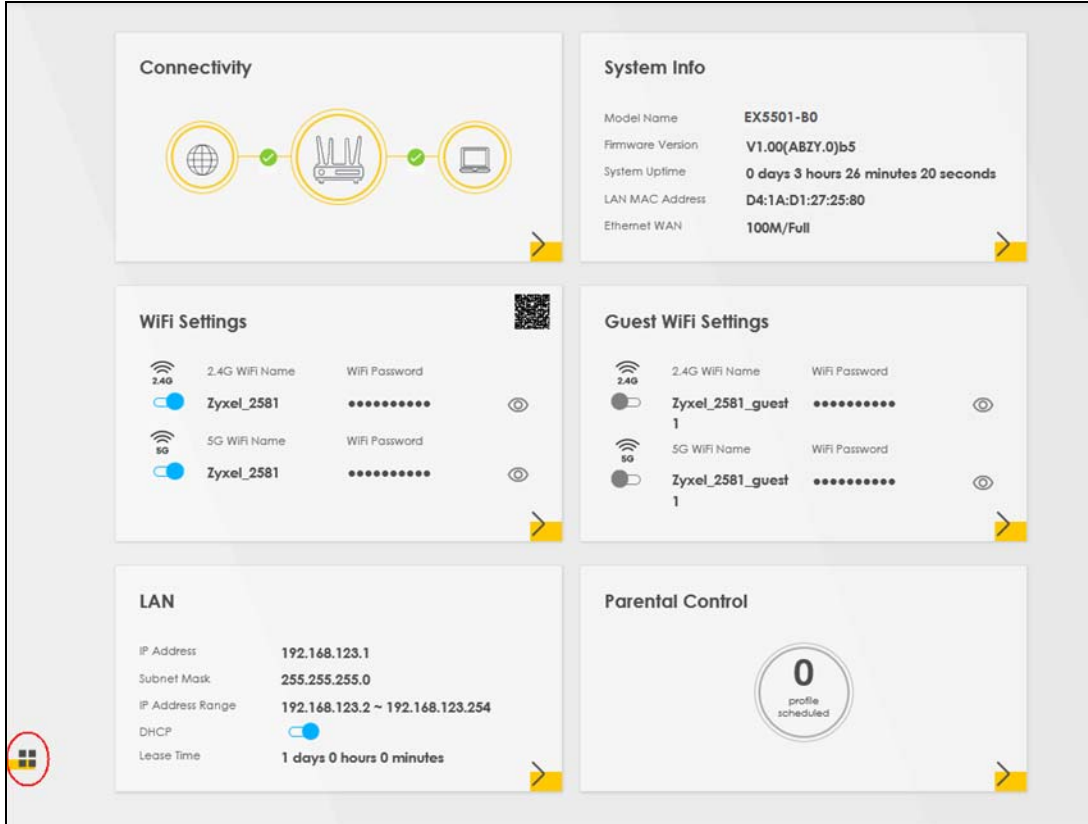 Connectivity
System Info
Model Name EX5501-B0
Firmware Version V1.00(ABZY.0)b5
System Uptime 0 days 3 hours 26 minutes 20 seconds
LAN MAC Address D4:1A:D1:27:25:80
Ethernet WAN 100M/Full
WiFi Settings
2.4G 2.4G WiFi Name WiFi Password
Zyxel_2581 ●●●●●●●●●●
5G 5G WiFi Name WiFi Password
Zyxel_2581 ●●●●●●●●●●
Guest WiFi Settings
2.4G 2.4G WiFi Name WiFi Password
Zyxel_2581_guest ●●●●●●●●●●
1
5G 5G WiFi Name WiFi Password
Zyxel_2581_guest ●●●●●●●●●●
1
LAN
IP Address 192.168.123.1
Subnet Mask 255.255.255.0
IP Address Range 192.168.123.2 ~ 192.168.123.254
DHCP
Lease Time 1 days 0 hours 0 minutes
Parental Control
0
profile
scheduled